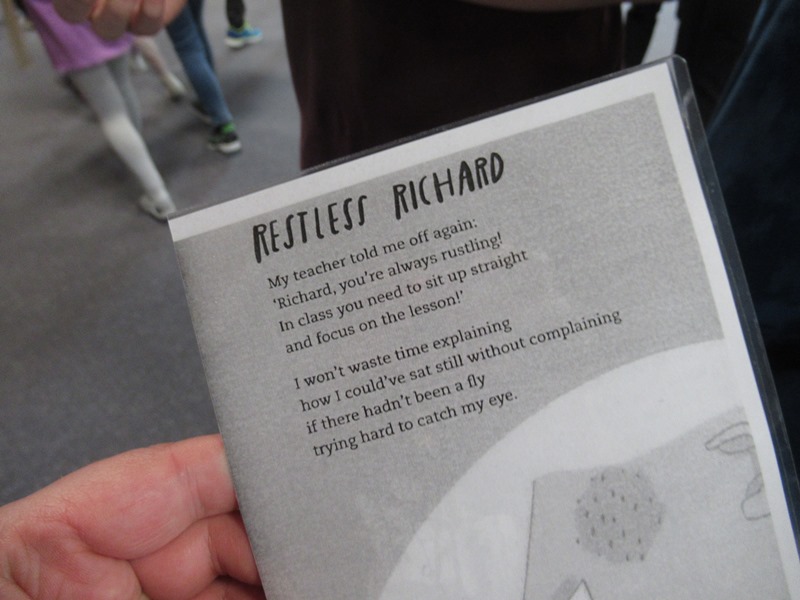 RESTLESS RICHARD
My teacher told me off again:
‘Richard, you're always rustling!
In class you need to sit up straight
and focus on the lesson!’
I won't waste time explaining
how I could've sat still without complaining
if there hadn't been a fly
trying hard to catch my eye.